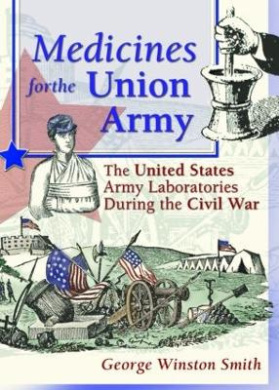 Medicines
for the Union
Army
The United States
Army Laboratories
During the Civil War
George Winston Smith